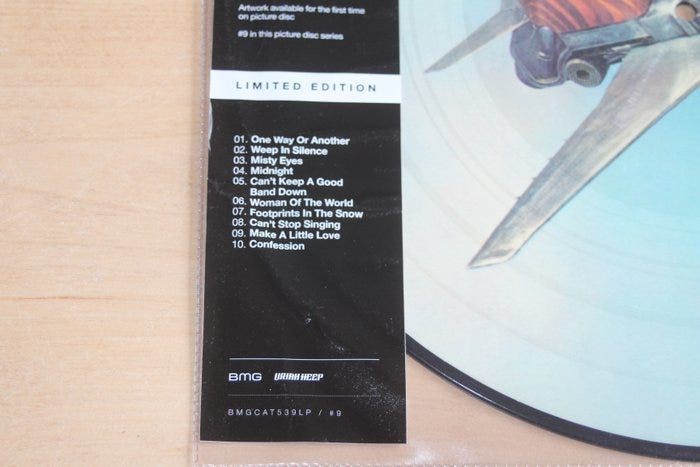 Artwork available for the first time
on picture disc
#9 in this picture disc series
LIMITED EDITION
01. One Way Or Another
02. Weep In Silence
03. Misty Eyes
04. Midnight
05. Can't Keep A Good
Band Down
06. Woman Of The World
07. Footprints In The Snow
08. Can't Stop Singing
09. Make A Little Love
10. Confession
BMG URIAH HEEP
BMGCAT539LP / #9